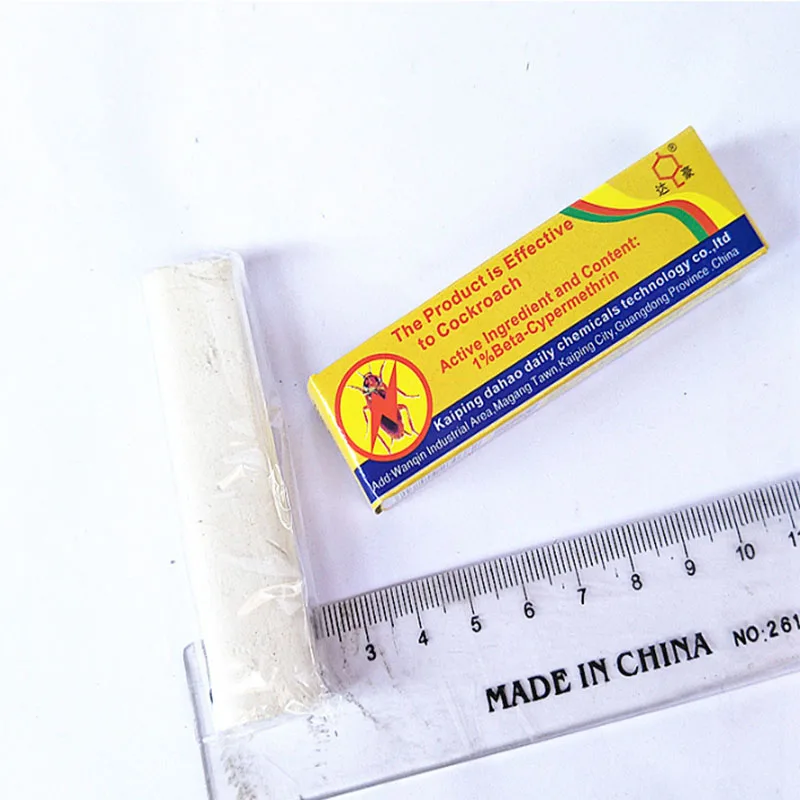 ®
达豪
The Product is Effective
to Cockroach
Active Ingredient and Content:
1%Beta-Cypermethrin
Kaiping dahao daily chemicals technology co.,ltd
Add:Wanqin Industrial Area,Magang Tawn,Kaiping City,Guangdong Province .China
3 4 5 6 7 8 9 10 11
MADE IN CHINA NO:261